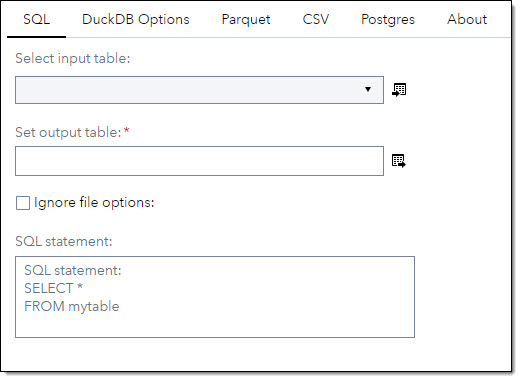 SQL DuckDB Options Parquet CSV Postgres About
Select input table:
Set output table:*
Ignore file options:
SQL statement:
SQL statement:
SELECT *
FROM mytable